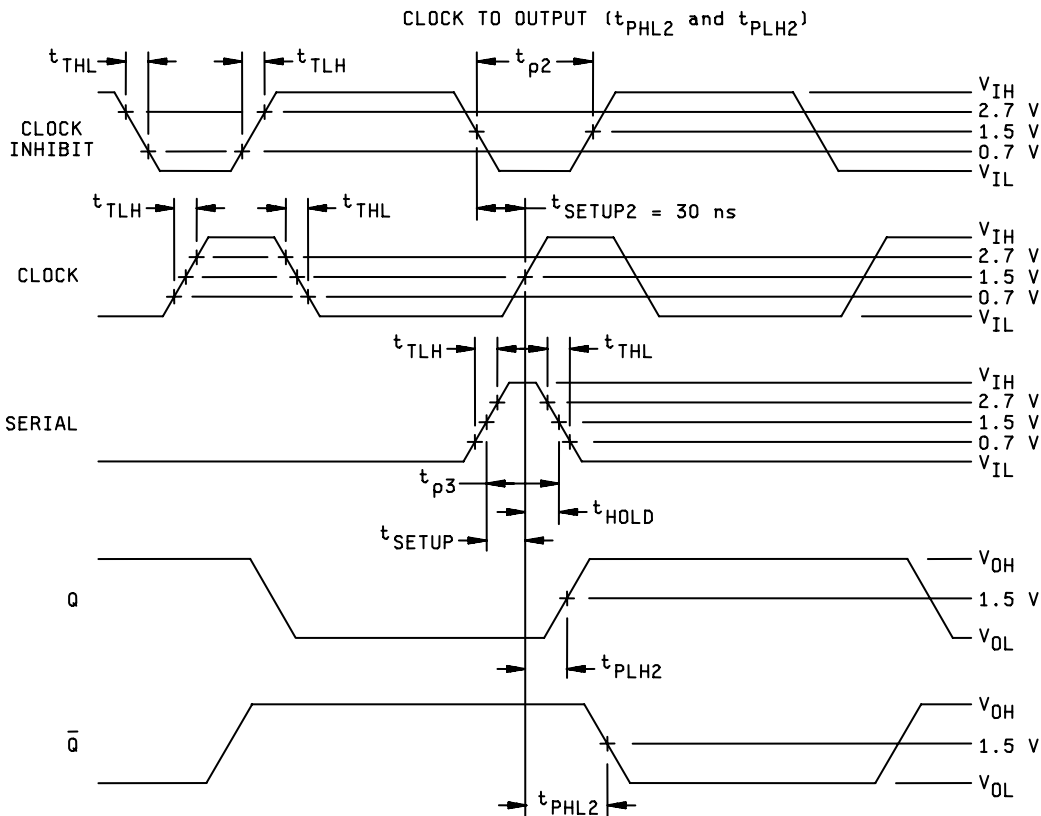 CLOCK TO OUTPUT (tPHL2 and tPLH2)
tTHL
tTLH
tp2
CLOCK
INHIBIT
VIH
2.7 V
1.5 V
0.7 V
VIL
tTLH
tTHL
tSETUP2 = 30 ns
CLOCK
VIH
2.7 V
1.5 V
0.7 V
VIL
tTLH
tTHL
SERIAL
VIH
2.7 V
1.5 V
0.7 V
VIL
tp3
tHOLD
tSETUP
Q
VOH
1.5 V
VOL
tPLH2
Q̅
VOH
1.5 V
VOL
tPHL2